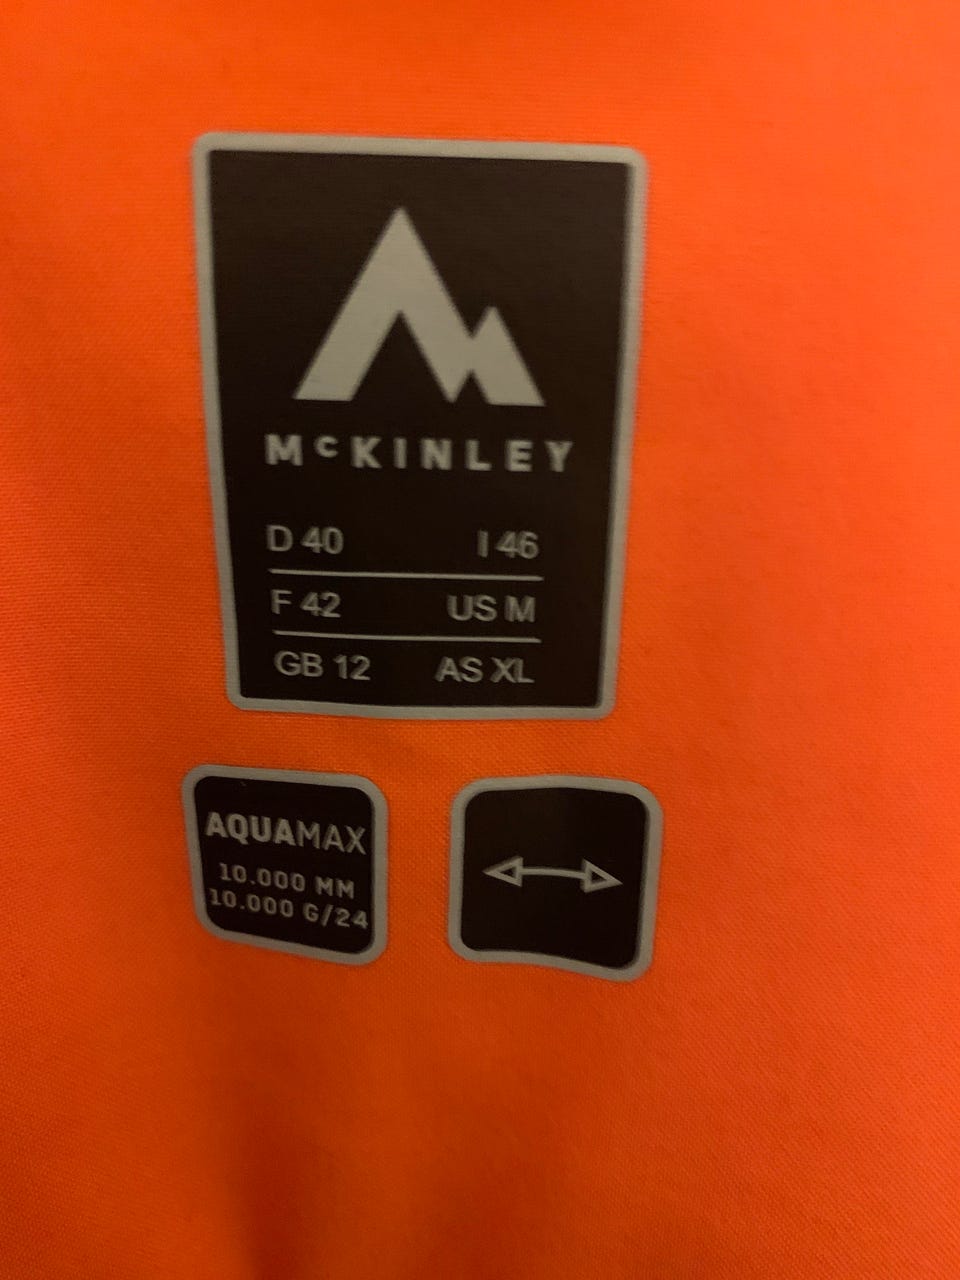 McKINLEY
D 40 I 46
F 42 US M
GB 12 AS XL
AQUAMAX
10.000 MM
10.000 G/24